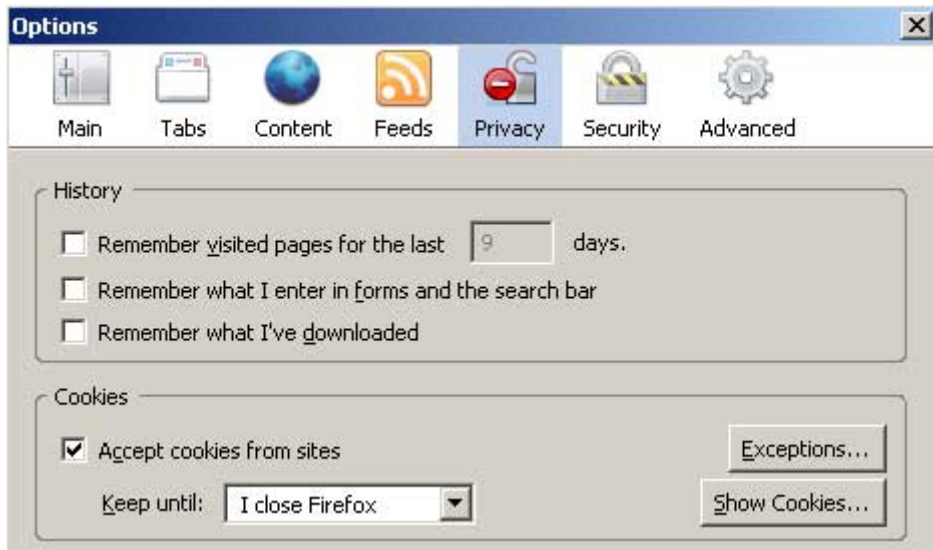 Options
Main Tabs Content Feeds Privacy Security Advanced
History
Remember visited pages for the last 9 days.
Remember what I enter in forms and the search bar
Remember what I've downloaded
Cookies
Accept cookies from sites Exceptions...
Keep until: I close Firefox Show Cookies...